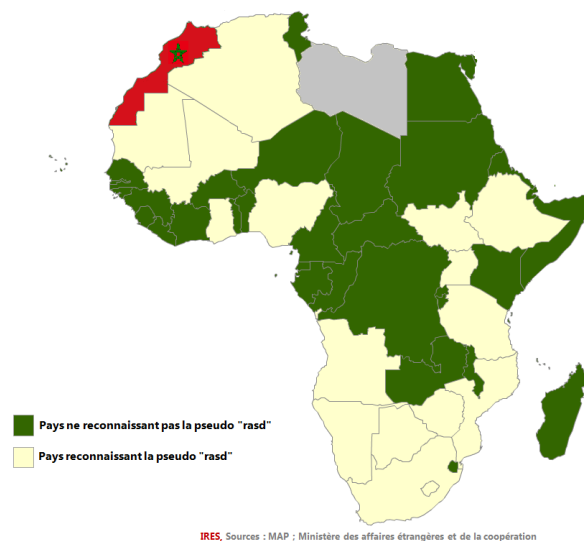 Pays ne reconnaissant pas la pseudo "rasd"
Pays reconnaissant la pseudo "rasd"
IRES, Sources : MAP ; Ministère des affaires étrangères et de la coopération